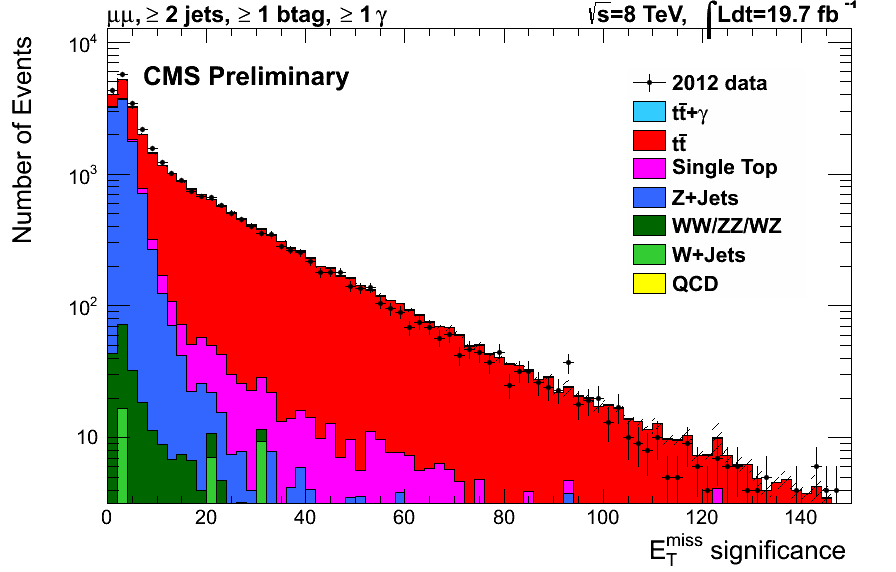 μμ, ≥ 2 jets, ≥ 1 btag, ≥ 1 γ
√s=8 TeV, ∫Ldt=19.7 fb⁻¹
CMS Preliminary
Number of Events
10⁴
10³
10²
10
2012 data
tt̄+γ
tt̄
Single Top
Z+Jets
WW/ZZ/WZ
W+Jets
QCD
0 20 40 60 80 100 120 140
E_T^miss significance